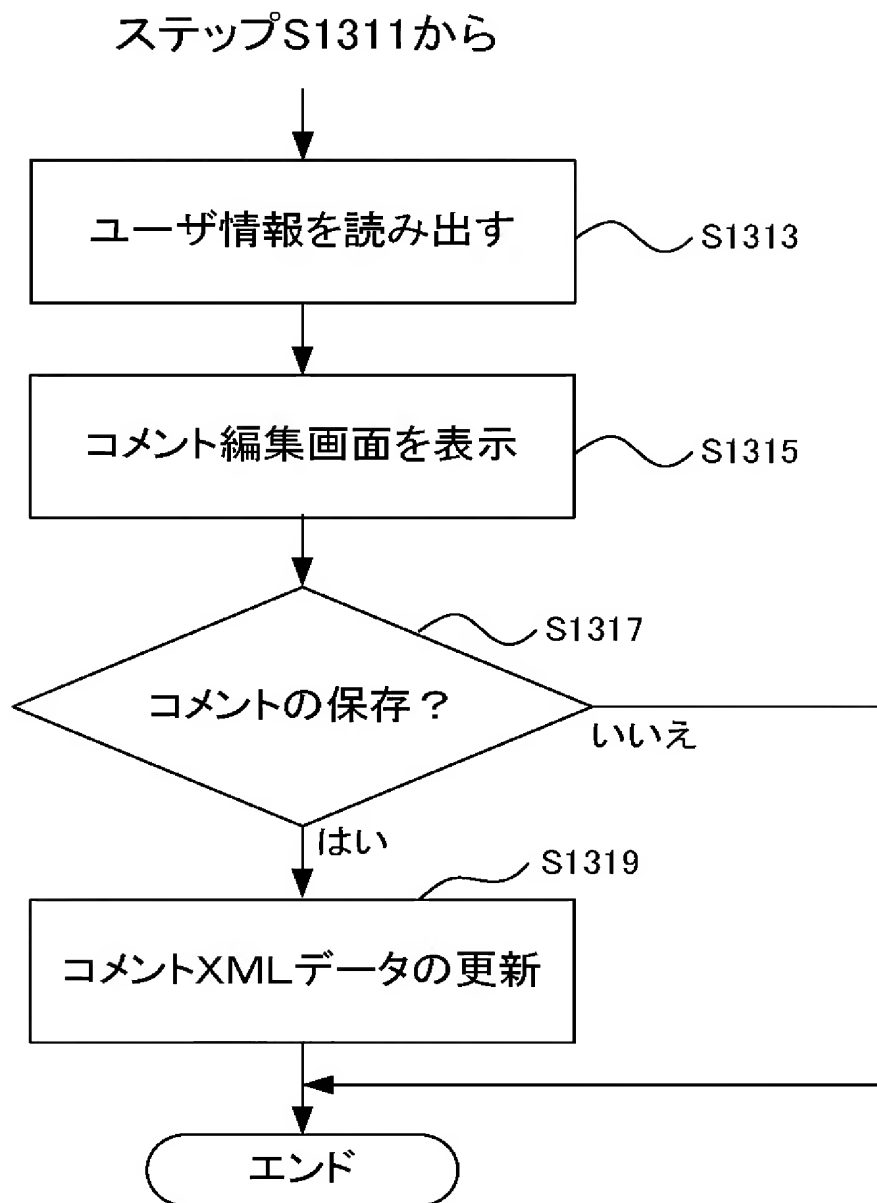 ステップS1311から
ユーザ情報を読み出す
S1313
コメント編集画面を表示
S1315
S1317
コメントの保存？
いいえ
はい
S1319
コメントXMLデータの更新
エンド